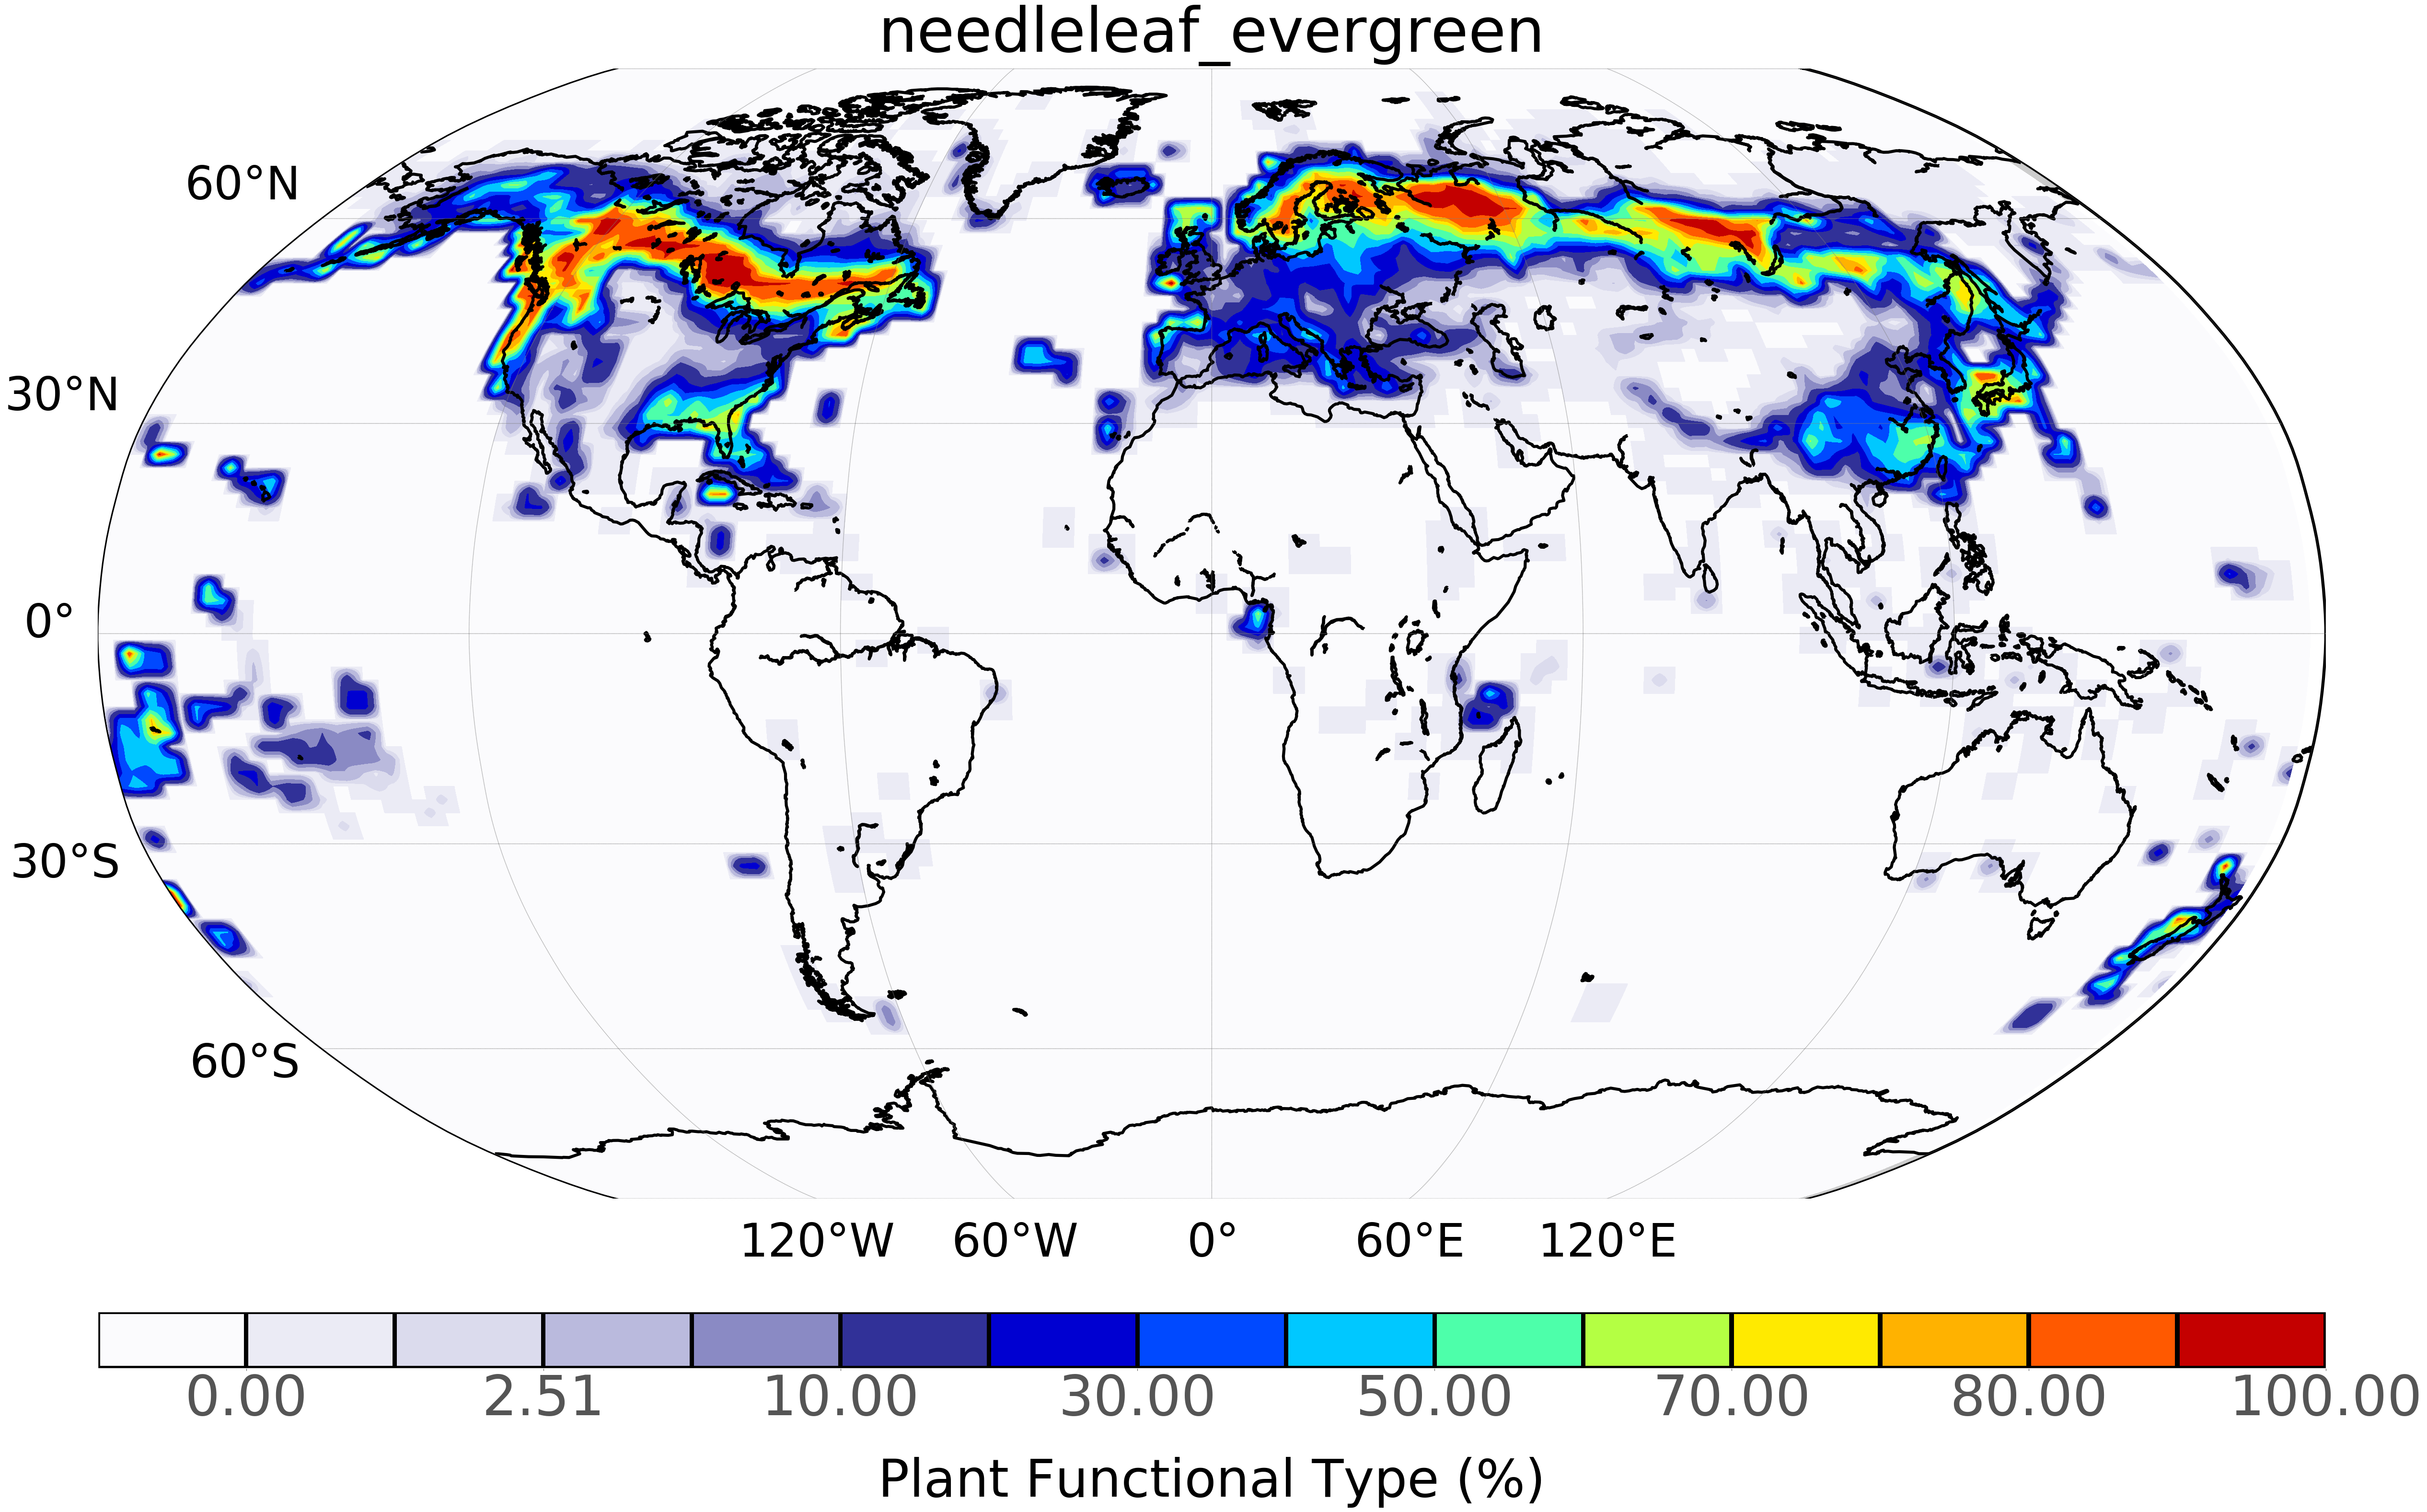 needleleaf_evergreen
60°N
30°N
0°
30°S
60°S
120°W 60°W 0° 60°E 120°E
0.00 2.51 10.00 30.00 50.00 70.00 80.00 100.00
Plant Functional Type (%)